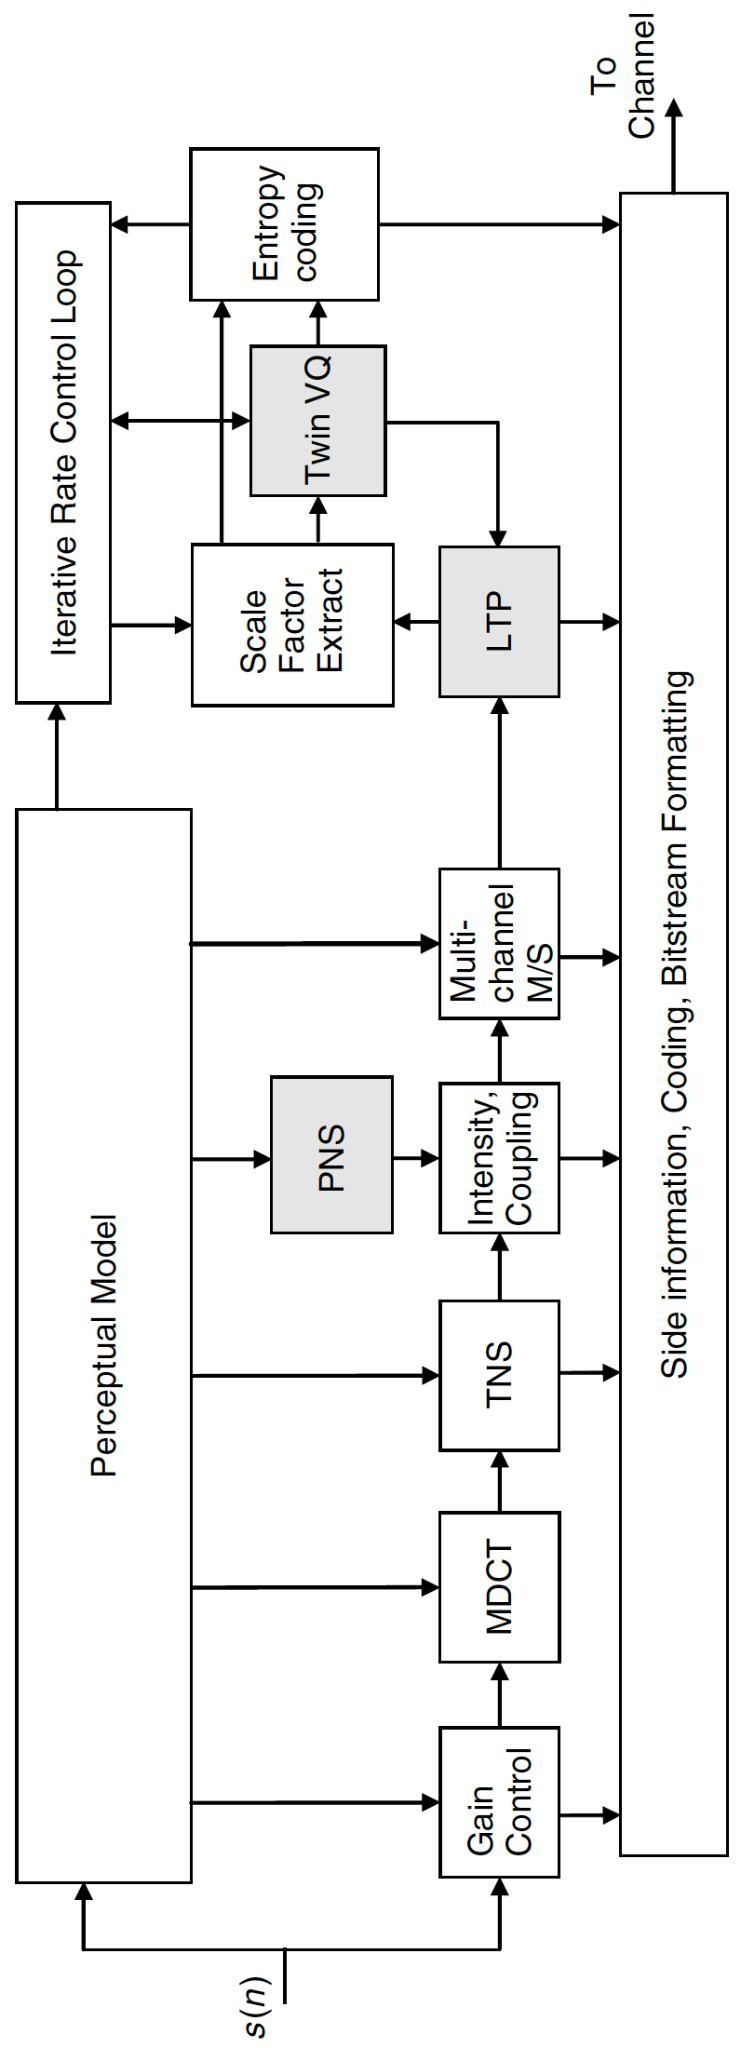 s(n)
Perceptual Model
Iterative Rate Control Loop
Gain
Control
MDCT
TNS
PNS
Intensity,
Coupling
Multi-
channel
M/S
LTP
Scale
Factor
Extract
Twin VQ
Entropy
coding
Side information, Coding, Bitstream Formatting
To
Channel